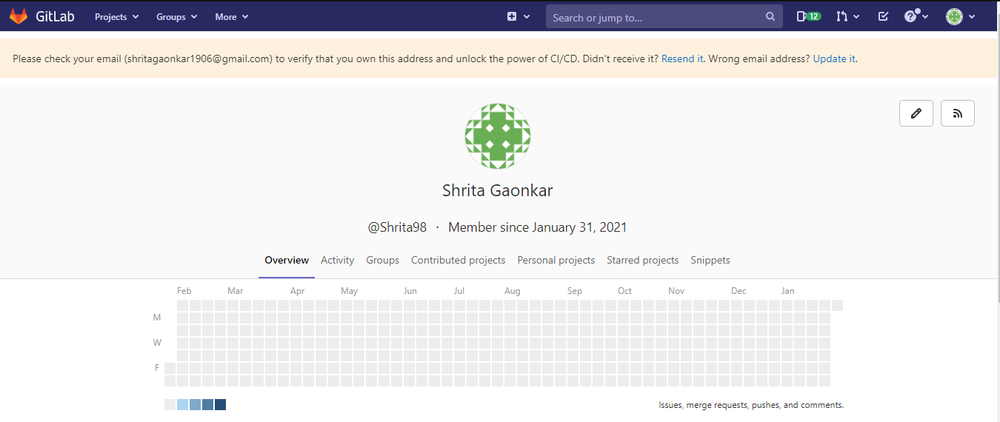 GitLab Projects Groups More Search or jump to... 12
Please check your email (shritagaonkar1906@gmail.com) to verify that you own this address and unlock the power of CI/CD. Didn't receive it? Resend it. Wrong email address? Update it.
Shrita Gaonkar
@Shrita98 · Member since January 31, 2021
Overview Activity Groups Contributed projects Personal projects Starred projects Snippets
Feb Mar Apr May Jun Jul Aug Sep Oct Nov Dec Jan
M
W
F
Issues, merge requests, pushes, and comments.